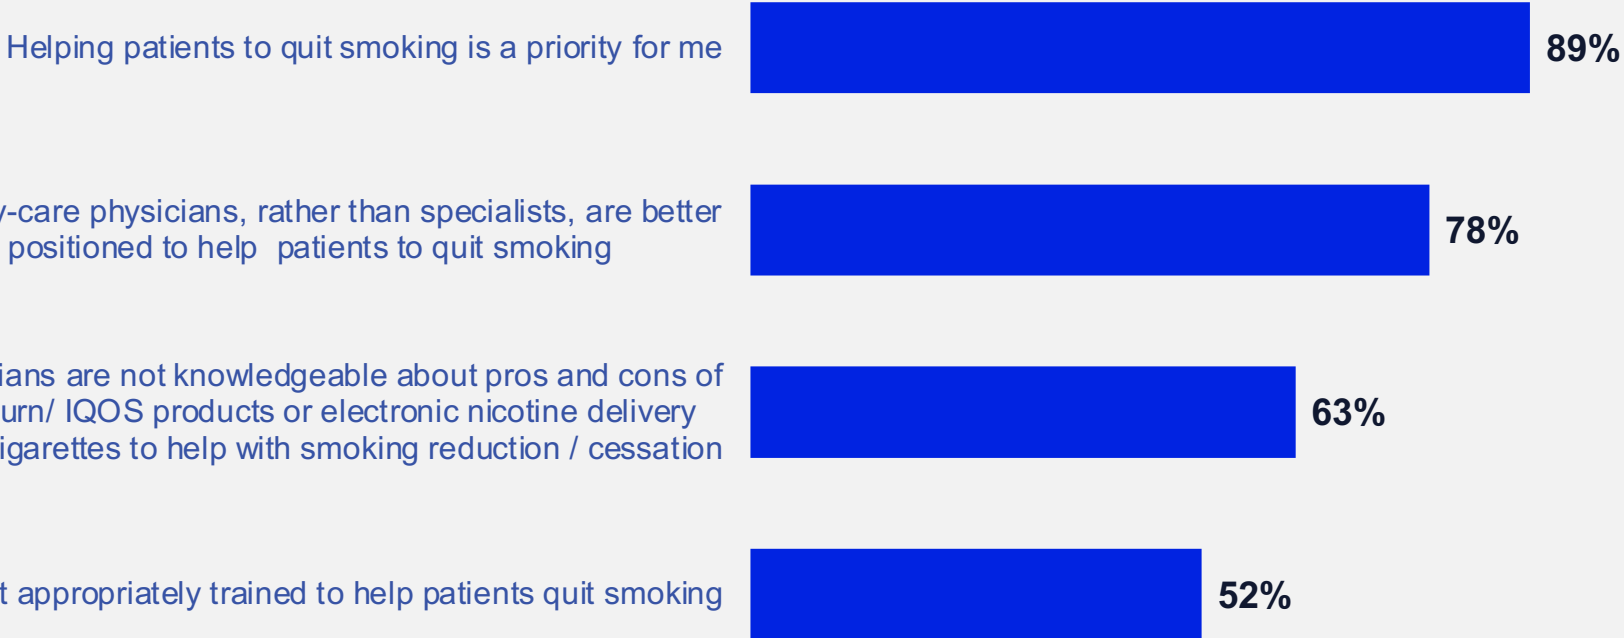 Helping patients to quit smoking is a priority for me
89%
y-care physicians, rather than specialists, are better
positioned to help patients to quit smoking
78%
ians are not knowledgeable about pros and cons of
urn/ IQOS products or electronic nicotine delivery
igarettes to help with smoking reduction / cessation
63%
t appropriately trained to help patients quit smoking
52%